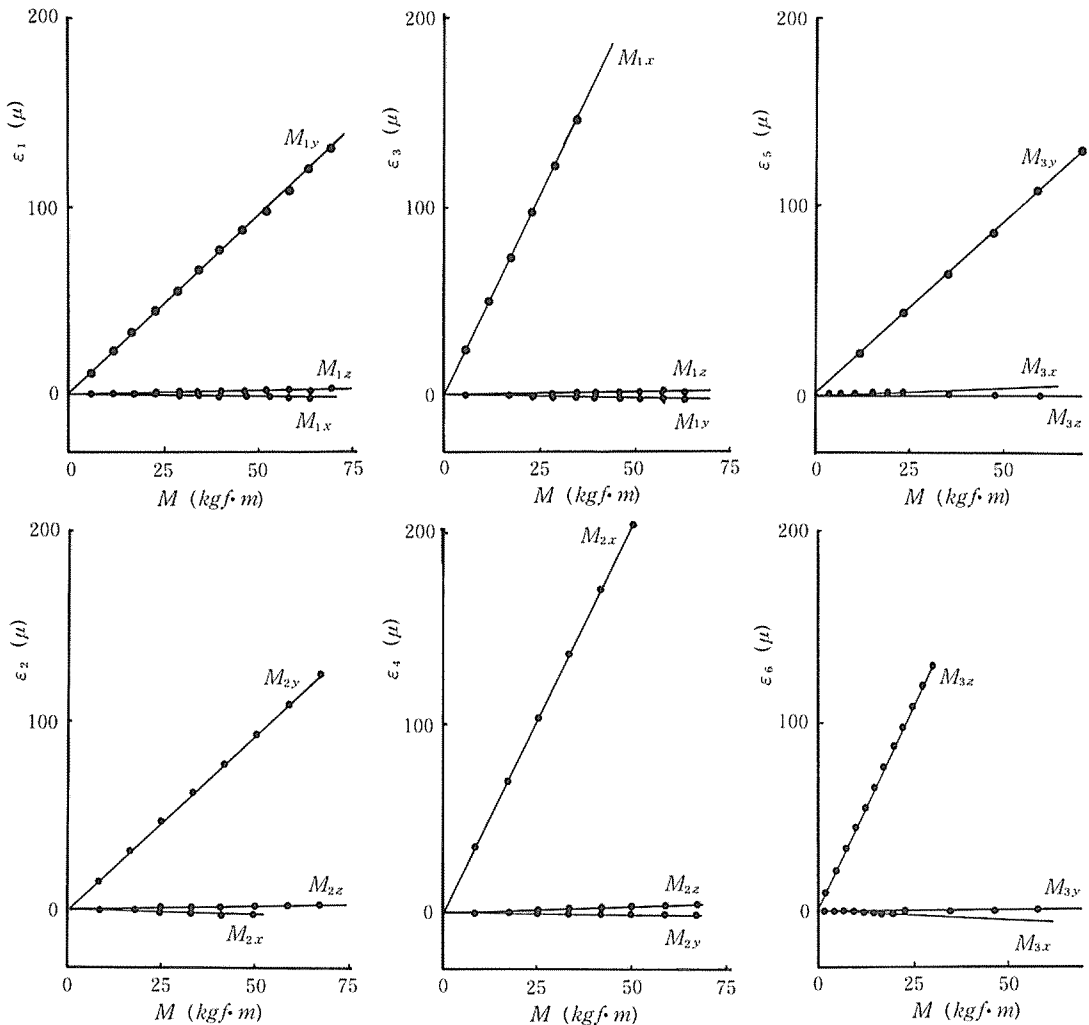 200
100
0
ε₁ (μ)
M₁y
M₁z
M₁x
0 25 50 75
M (kgf·m)
200
100
0
ε₃ (μ)
M₁x
M₁z
M₁y
0 25 50 75
M (kgf·m)
200
100
0
ε₅ (μ)
M₃y
M₃x
M₃z
0 25 50
M (kgf·m)
200
100
0
ε₂ (μ)
M₂y
M₂z
M₂x
0 25 50 75
M (kgf·m)
200
100
0
ε₄ (μ)
M₂x
M₂z
M₂y
0 25 50 75
M (kgf·m)
200
100
0
ε₆ (μ)
M₃z
M₃y
M₃x
0 25 50
M (kgf·m)